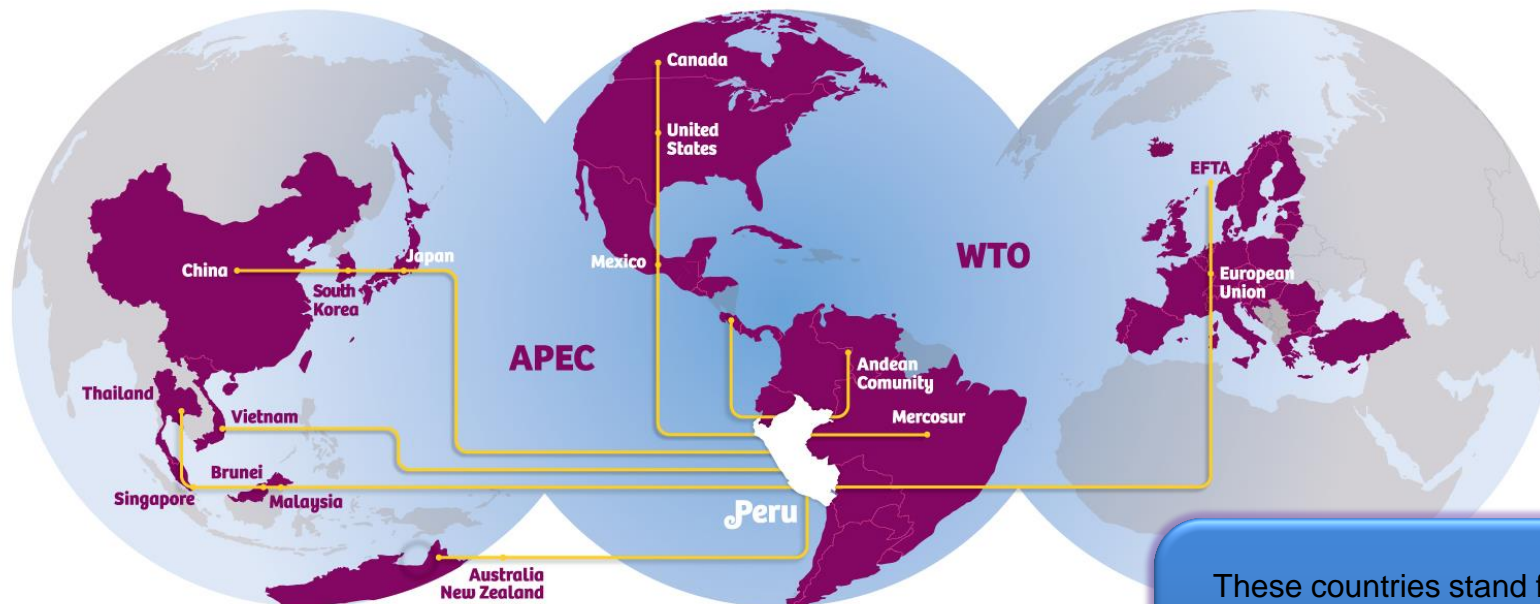 Canada
United
States
EFTA
WTO
Japan
China
Mexico
European
Union
South
Korea
APEC
Andean
Comunity
Thailand
Vietnam
Mercosur
Brunei
Singapore
Malaysia
Peru
Australia
New Zealand
These countries stand